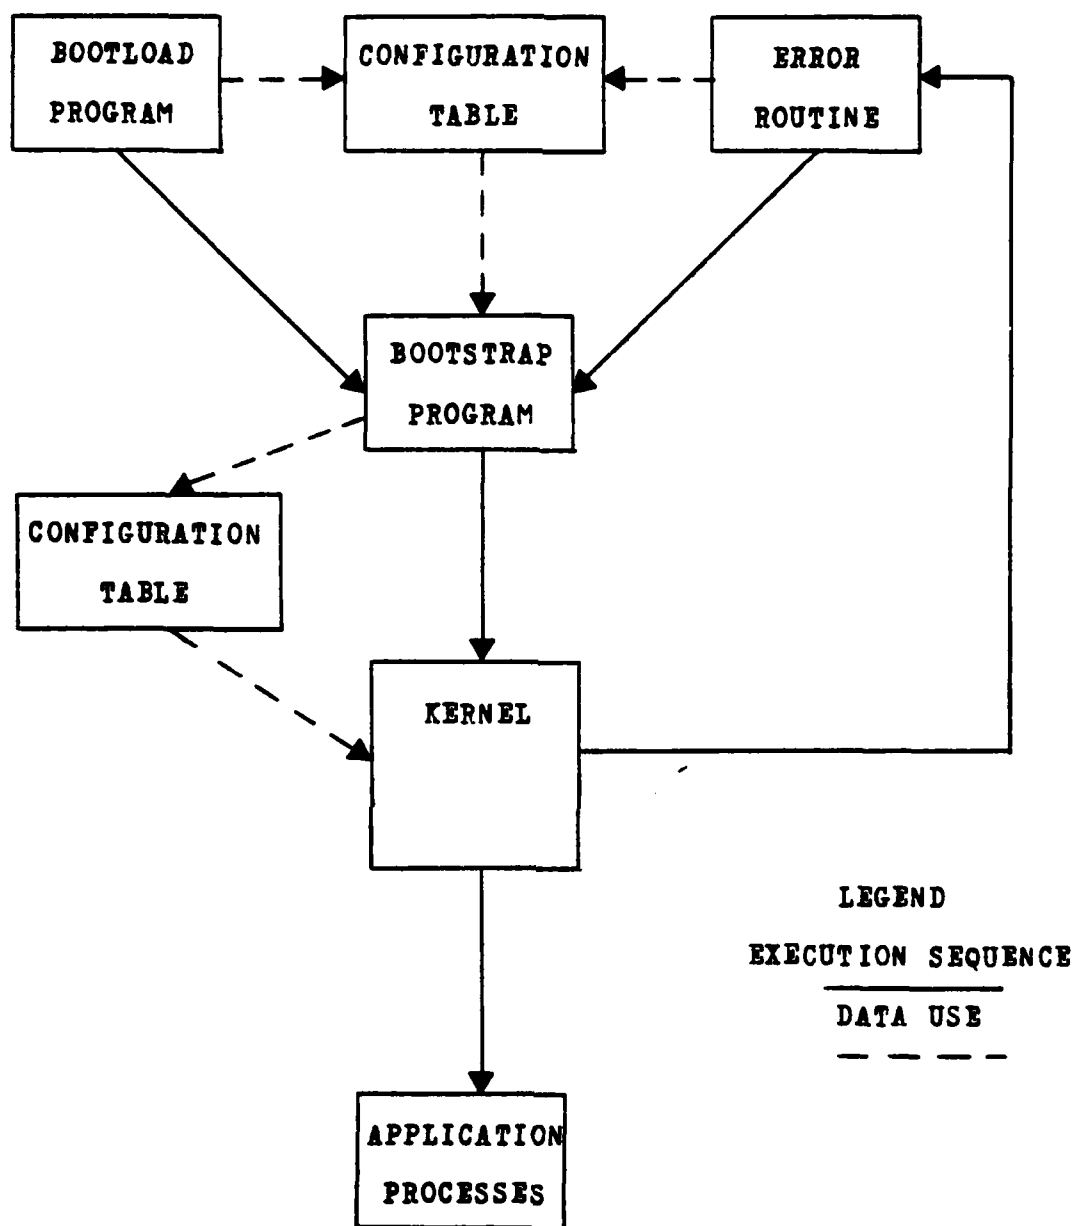 BOOTLOAD
PROGRAM
CONFIGURATION
TABLE
ERROR
ROUTINE
BOOTSTRAP
PROGRAM
CONFIGURATION
TABLE
KERNEL
LEGEND
EXECUTION SEQUENCE
DATA USE
APPLICATION
PROCESSES